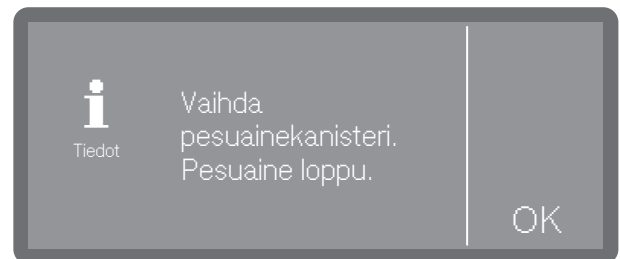 Tiedot
Vaihda
pesuainekanisteri.
Pesuaine loppu.
OK